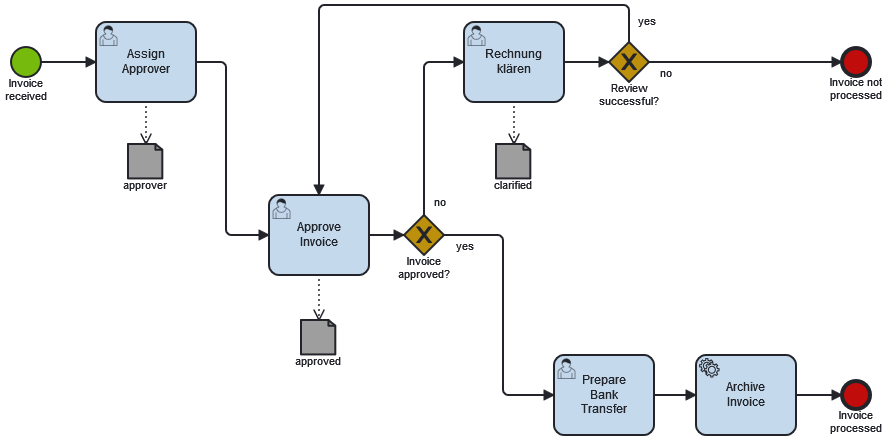 Invoice
received
Assign
Approver
approver
Approve
Invoice
approved
Invoice
approved?
no
yes
Rechnung
klären
clarified
Review
successful?
yes
no
Invoice not
processed
Prepare
Bank
Transfer
Archive
Invoice
Invoice
processed